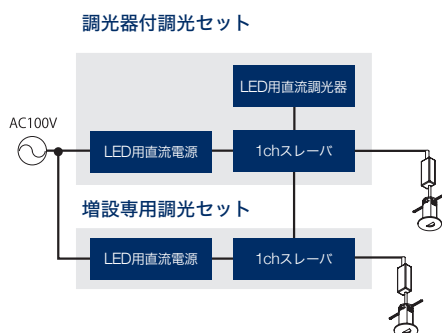 調光器付調光セット
LED用直流調光器
AC100V
LED用直流電源
1chスレーバ
増設専用調光セット
LED用直流電源
1chスレーバ